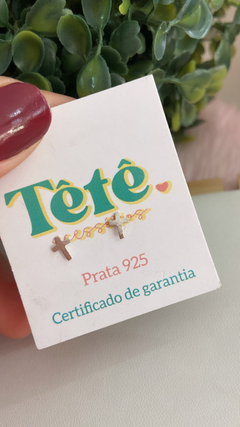 Têtê
Prata 925
Certificado de garantia